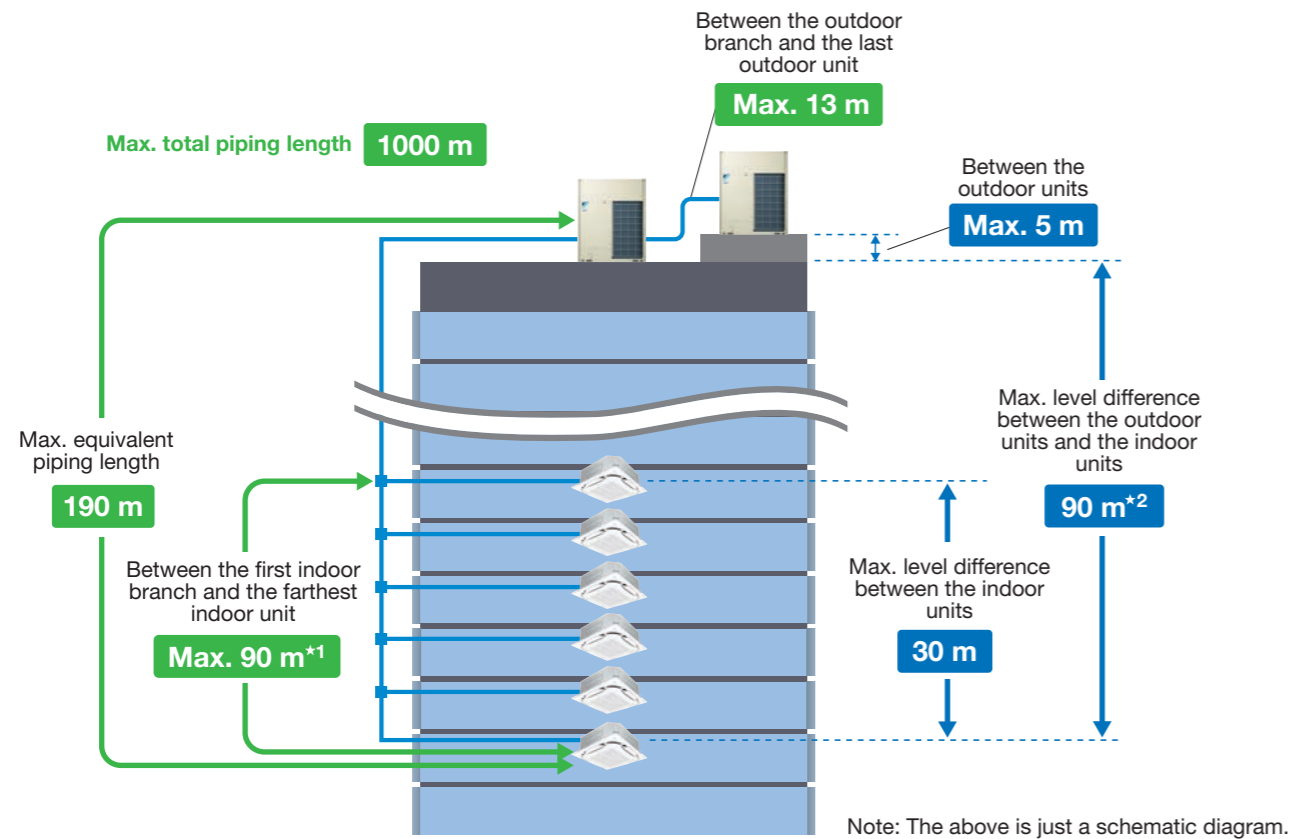 Between the outdoor
branch and the last
outdoor unit
Max. 13 m
Max. total piping length 1000 m
Between the
outdoor units
Max. 5 m
Max. equivalent
piping length
190 m
Between the first indoor
branch and the farthest
indoor unit
Max. 90 m★1
Max. level difference
between the outdoor
units and the indoor
units
90 m★2
Max. level difference
between the indoor
units
30 m
Note: The above is just a schematic diagram.